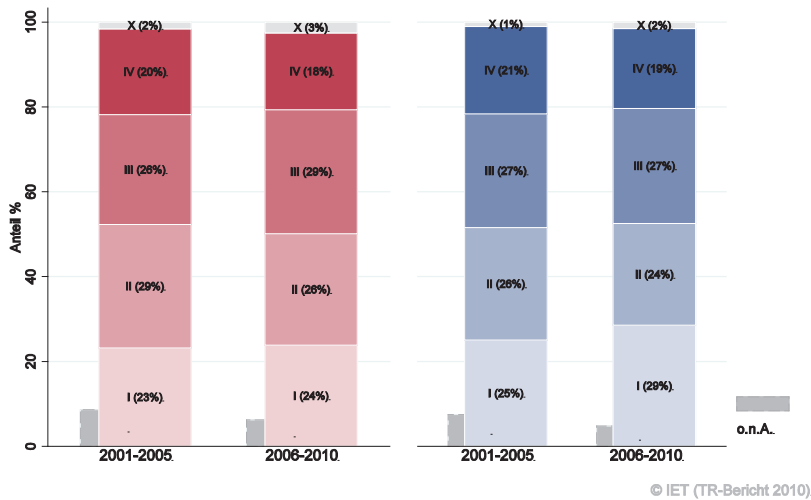 100
80
60
40
20
0
Anteil %
X (2%).
IV (20%).
III (26%).
II (29%).
I (23%).
2001-2005.
X (3%).
IV (18%).
III (29%).
II (26%).
I (24%).
2006-2010.
X (1%).
IV (21%).
III (27%).
II (26%).
I (25%).
2001-2005.
X (2%).
IV (19%).
III (27%).
II (24%).
I (29%).
2006-2010.
o.n.A..
© IET (TR-Bericht 2010)